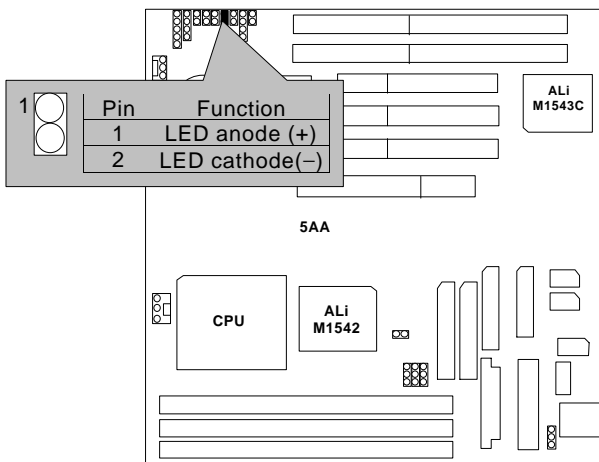 1
Pin Function
1 LED anode (+)
2 LED cathode(−)
ALi
M1543C
5AA
CPU
ALi
M1542